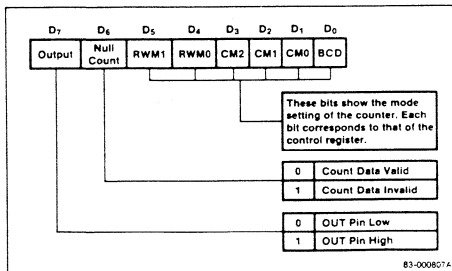 D7 D6 D5 D4 D3 D2 D1 D0
Output Null Count RWM1 RWM0 CM2 CM1 CM0 BCD
These bits show the mode
setting of the counter. Each
bit corresponds to that of the
control register.
0 Count Data Valid
1 Count Data Invalid
0 OUT Pin Low
1 OUT Pin High
83-000807A